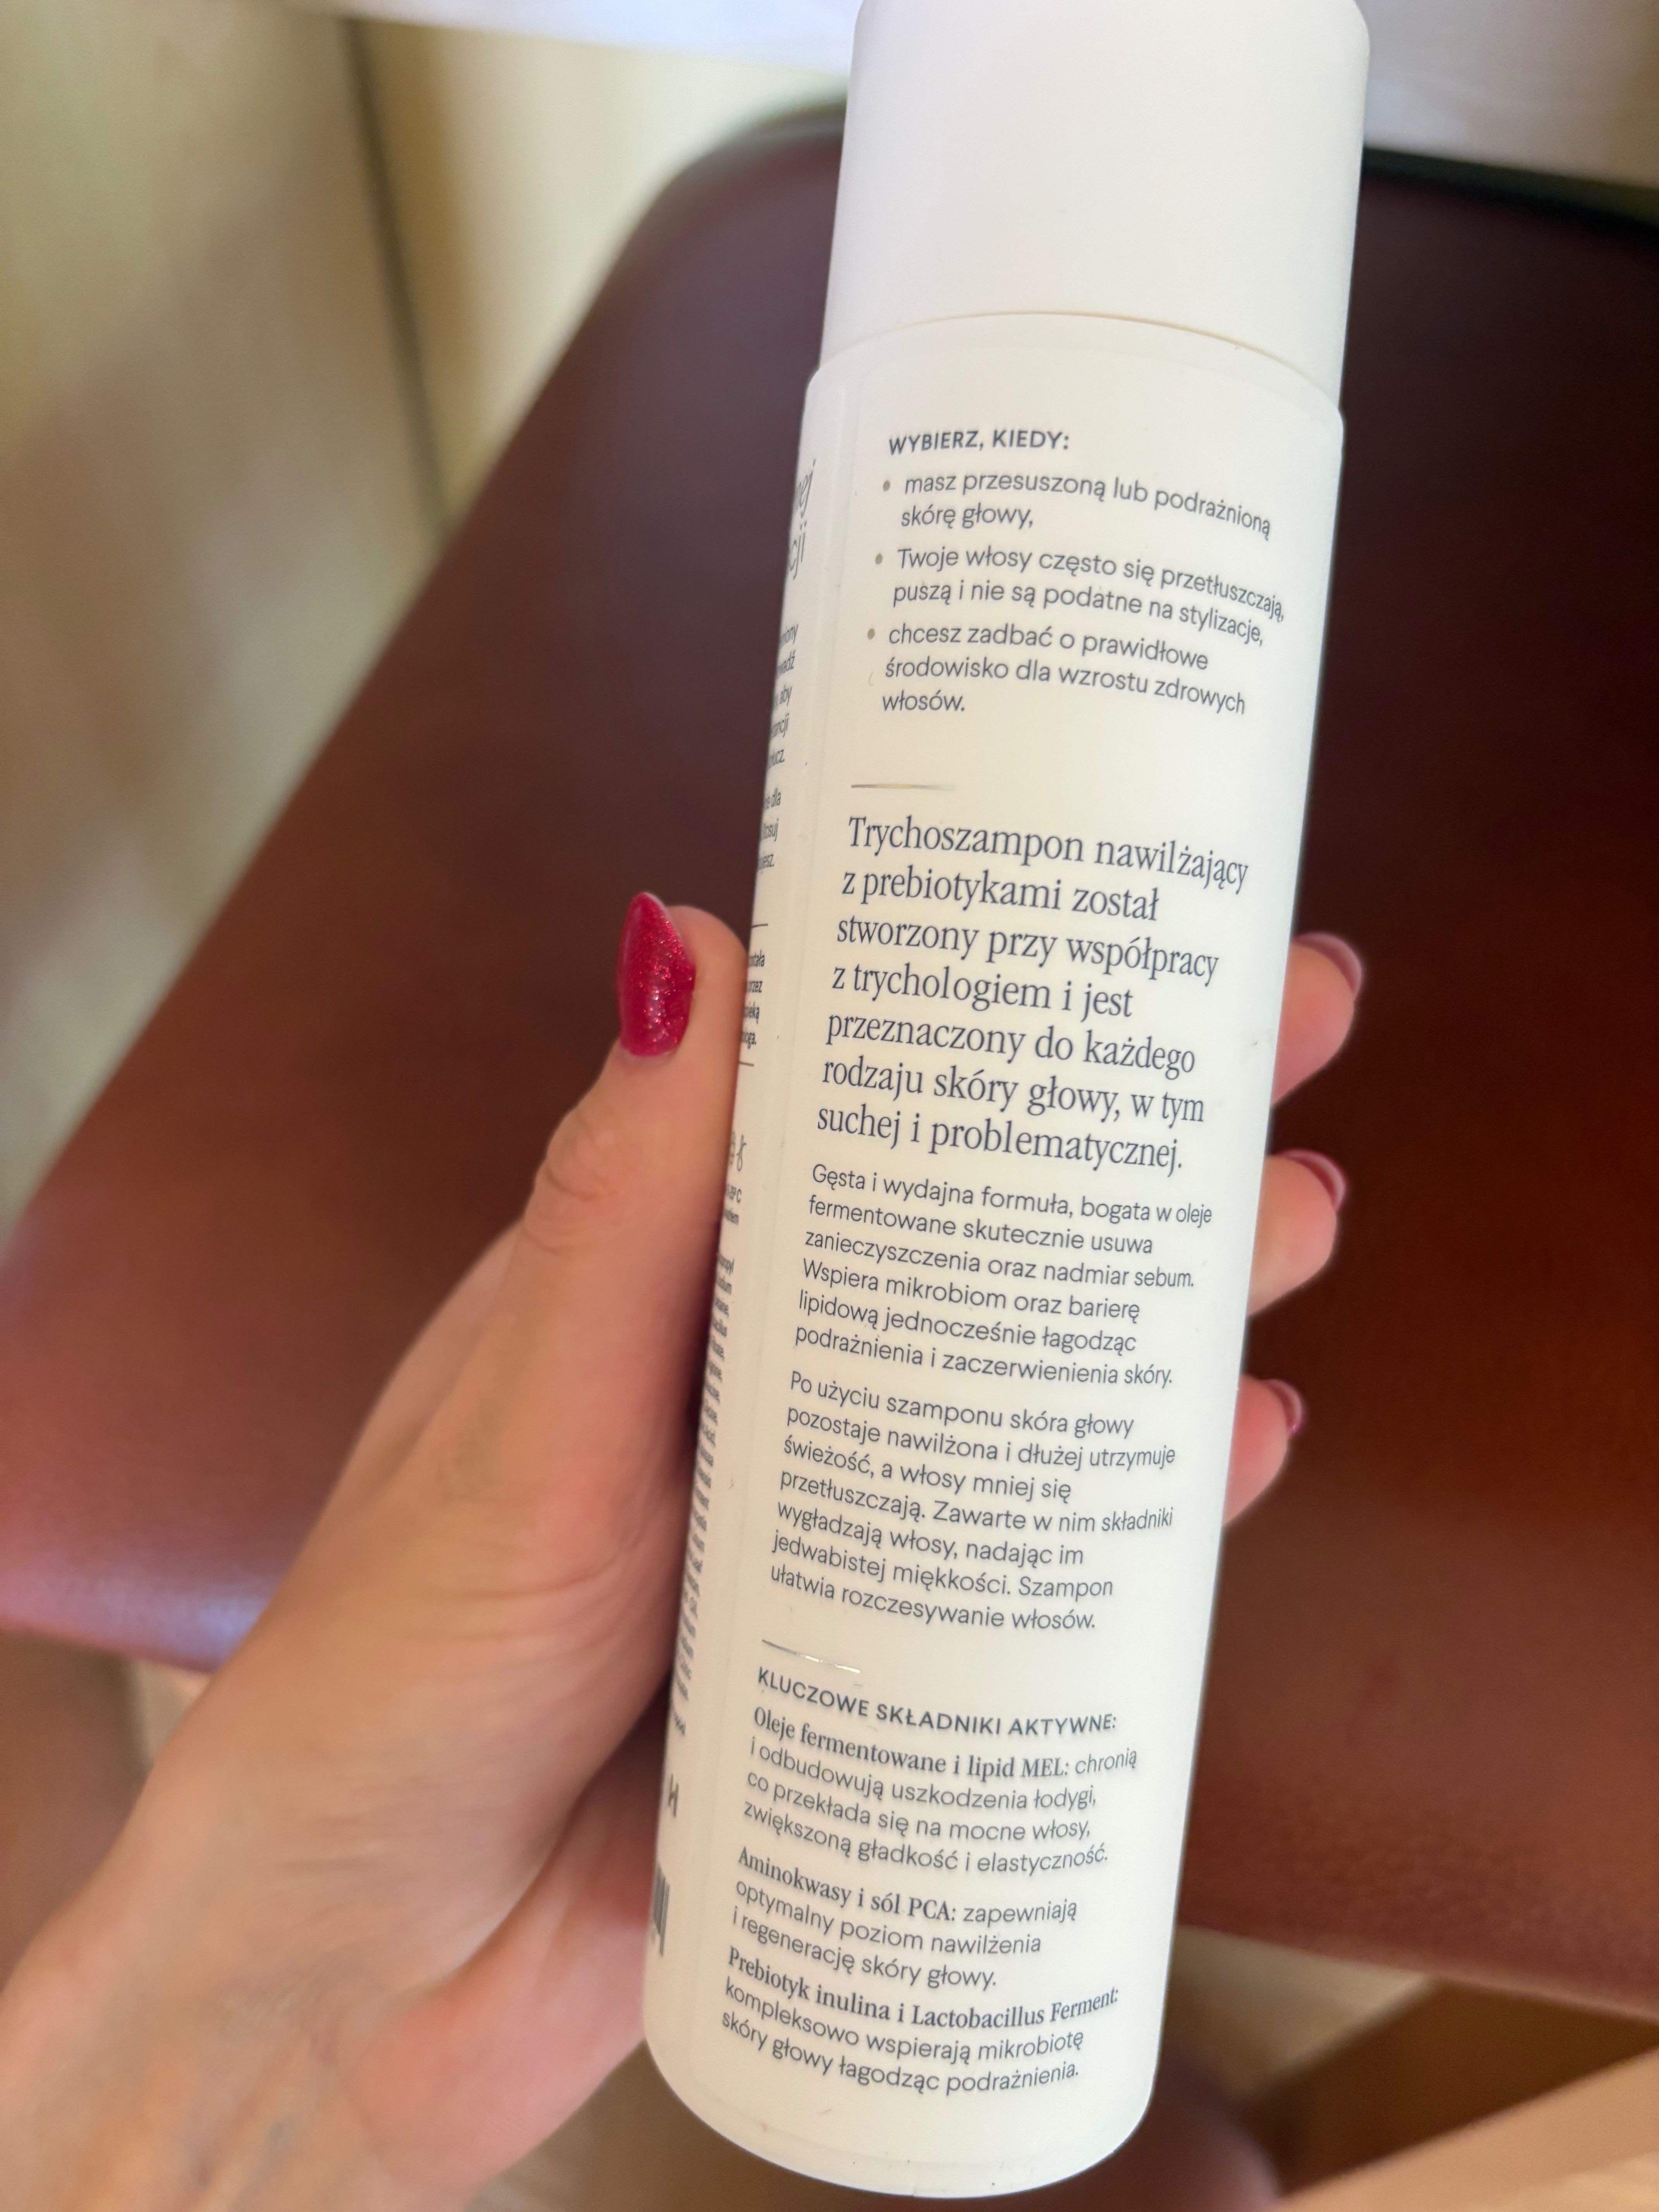 WYBIERZ, KIEDY:
• masz przesuszoną lub podrażnioną
skórę głowy,
• Twoje włosy często się przetłuszczają,
puszą i nie są podatne na stylizacje,
• chcesz zadbać o prawidłowe
środowisko dla wzrostu zdrowych
włosów.
Trychoszampon nawilżający
z prebiotykami został
stworzony przy współpracy
z trychologiem i jest
przeznaczony do każdego
rodzaju skóry głowy, w tym
suchej i problematycznej.
Gęsta i wydajna formuła, bogata w oleje
fermentowane skutecznie usuwa
zanieczyszczenia oraz nadmiar sebum.
Wspiera mikrobiom oraz barierę
lipidową jednocześnie łagodząc
podrażnienia i zaczerwienienia skóry.
Po użyciu szamponu skóra głowy
pozostaje nawilżona i dłużej utrzymuje
świeżość, a włosy mniej się
przetłuszczają. Zawarte w nim składniki
wygładzają włosy, nadając im
jedwabistej miękkości. Szampon
ułatwia rozczesywanie włosów.
KLUCZOWE SKŁADNIKI AKTYWNE:
Oleje fermentowane i lipid MEL: chronią
i odbudowują uszkodzenia łodygi,
co przekłada się na mocne włosy,
zwiększoną gładkość i elastyczność.
Aminokwasy i sól PCA: zapewniają
optymalny poziom nawilżenia
i regenerację skóry głowy.
Prebiotyk inulina i Lactobacillus Ferment:
kompleksowo wspierają mikrobiotę
skóry głowy łagodząc podrażnienia.